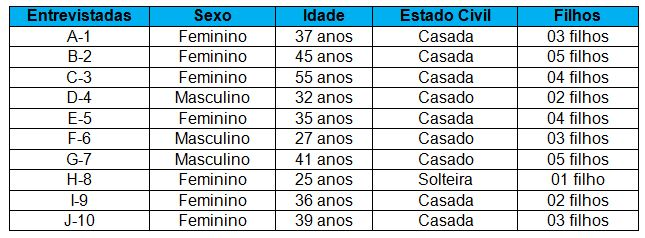 Entrevistadas Sexo Idade Estado Civil Filhos
A-1 Feminino 37 anos Casada 03 filhos
B-2 Feminino 45 anos Casada 05 filhos
C-3 Feminino 55 anos Casada 04 filhos
D-4 Masculino 32 anos Casado 02 filhos
E-5 Feminino 35 anos Casada 04 filhos
F-6 Masculino 27 anos Casado 03 filhos
G-7 Masculino 41 anos Casado 05 filhos
H-8 Feminino 25 anos Solteira 01 filho
I-9 Feminino 36 anos Casada 02 filhos
J-10 Feminino 39 anos Casada 03 filhos